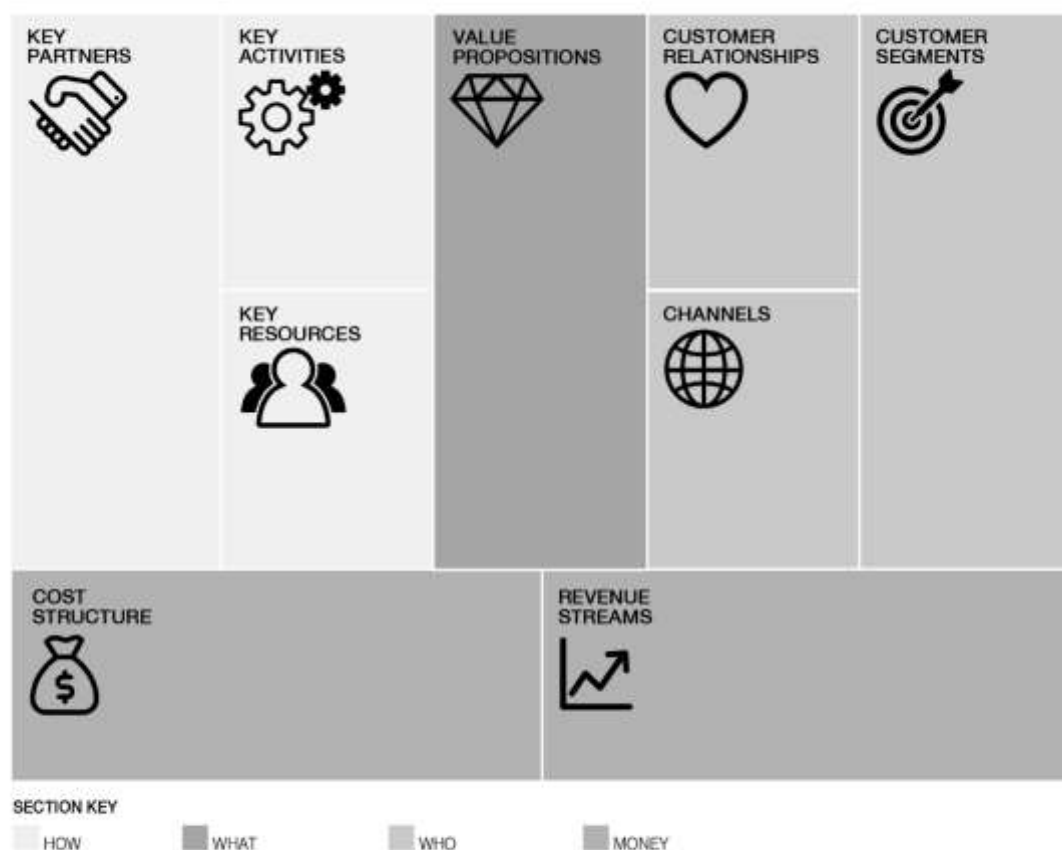 KEY
PARTNERS
KEY
ACTIVITIES
VALUE
PROPOSITIONS
CUSTOMER
RELATIONSHIPS
CUSTOMER
SEGMENTS
KEY
RESOURCES
CHANNELS
COST
STRUCTURE
$
REVENUE
STREAMS
SECTION KEY
HOW
WHAT
WHO
MONEY